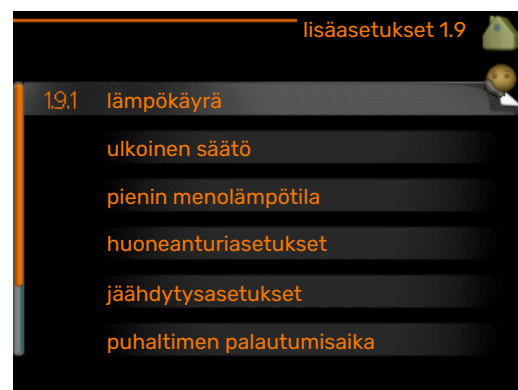 lisäasetukset 1.9
1.9.1 lämpökäyrä
ulkoinen säätö
pienin menolämpötila
huoneanturiasetukset
jäähdytysasetukset
puhaltimen palautumisaika